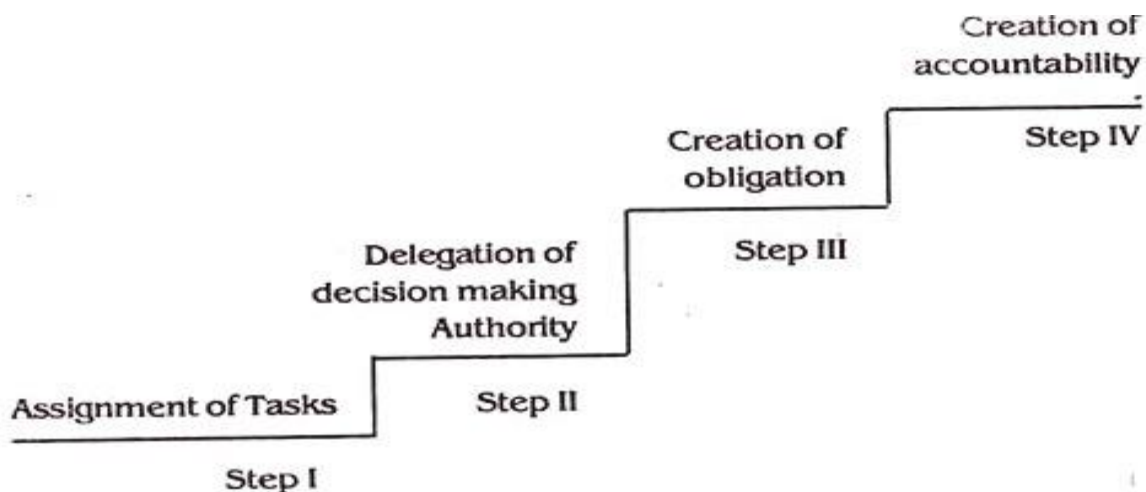 Creation of
accountability
Step IV
Creation of
obligation
Step III
Delegation of
decision making
Authority
Step II
Assignment of Tasks
Step I